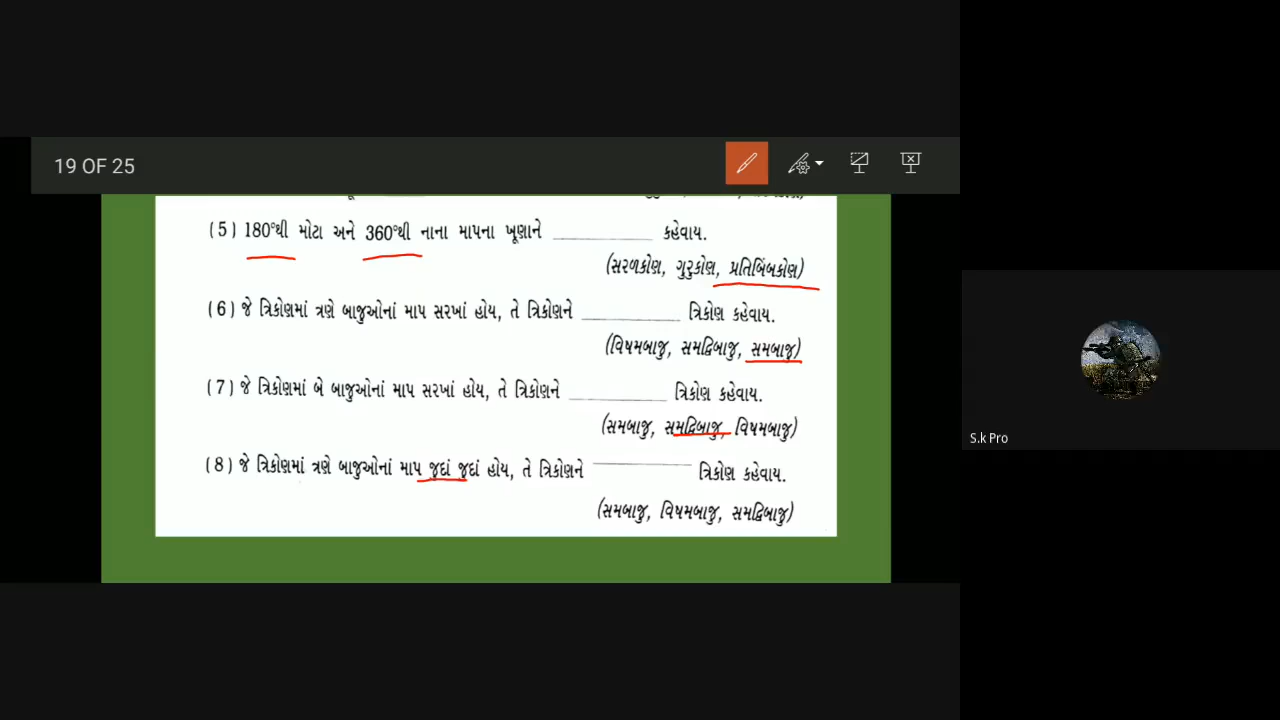 19 OF 25
(5) 180°થી મોટા અને 360°થી નાના માપના ખૂણાને __________ કહેવાય.
(સરળકોણ, ગુરુકોણ, પ્રતિબિંબકોણ)
(6) જે ત્રિકોણમાં ત્રણે બાજુઓનાં માપ સરખાં હોય, તે ત્રિકોણને __________ ત્રિકોણ કહેવાય.
(વિષમબાજુ, સમદ્વિબાજુ, સમબાજુ)
(7) જે ત્રિકોણમાં બે બાજુઓનાં માપ સરખાં હોય, તે ત્રિકોણને __________ ત્રિકોણ કહેવાય.
(સમબાજુ, સમદ્વિબાજુ, વિષમબાજુ)
(8) જે ત્રિકોણમાં ત્રણે બાજુઓનાં માપ જુદાં જુદાં હોય, તે ત્રિકોણને __________ ત્રિકોણ કહેવાય.
(સમબાજુ, વિષમબાજુ, સમદ્વિબાજુ)
S.k Pro